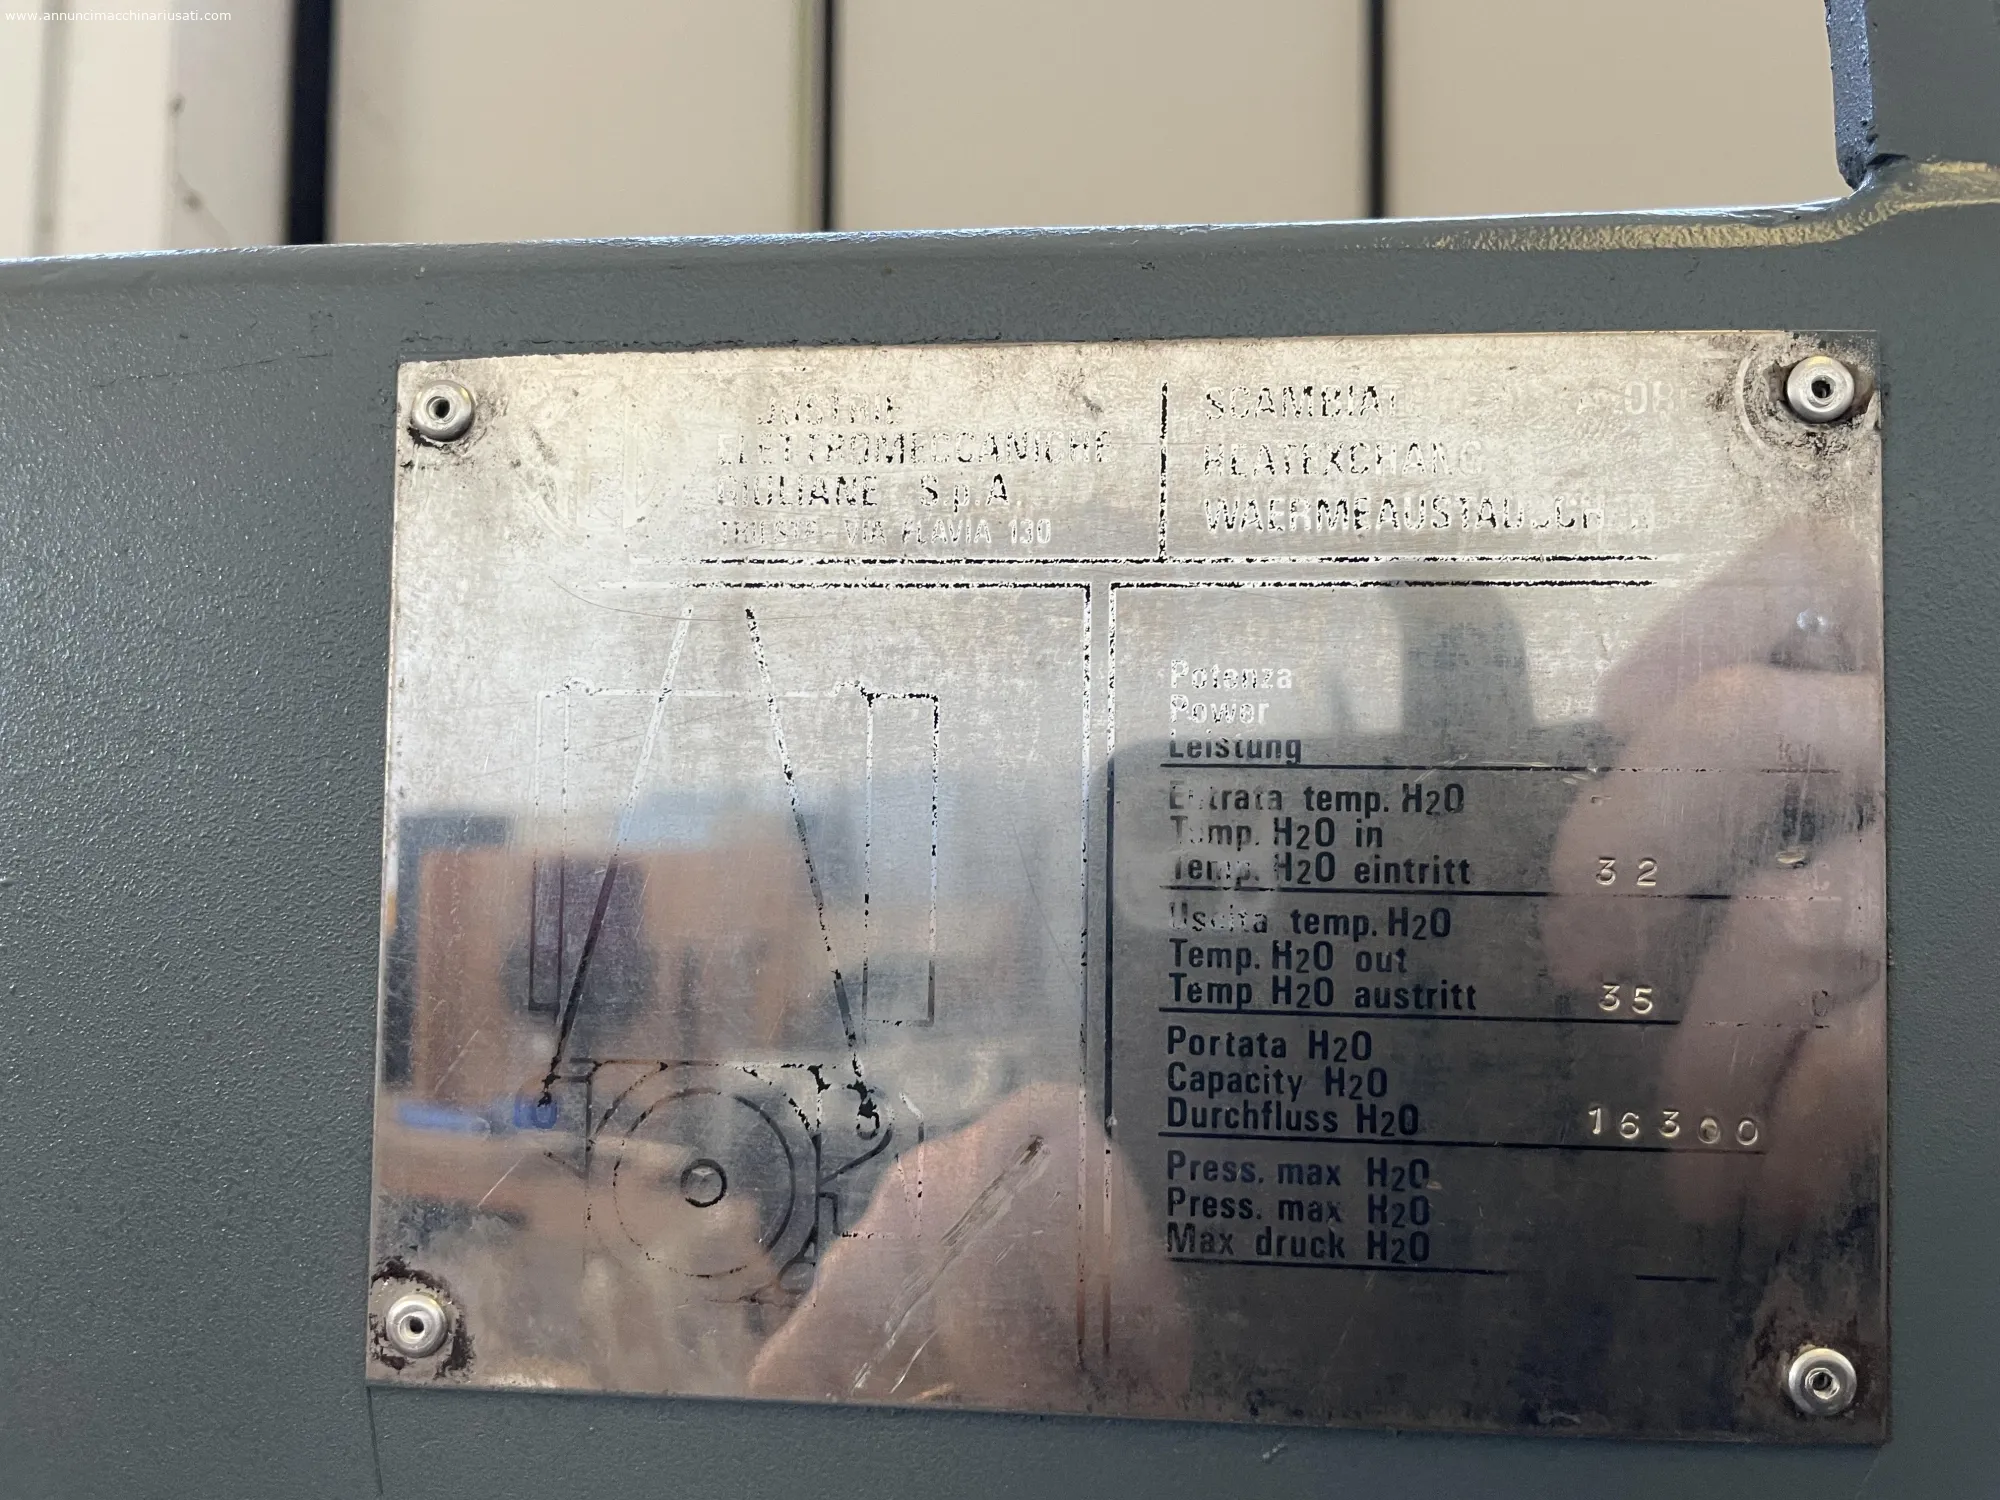 www.annuncimacchinariusati.com
ELETTROMECCANICHE
GIULIANE S.p.A.
TRIESTE-VIA FLAVIA 130
WAERMEAUSTAUSCH
Potenza
Power
Leistung
Entrata temp. H2O
Temp. H2O in
Temp. H2O eintritt 32 °C
Uscita temp. H2O
Temp. H2O out
Temp H2O austritt 35 C
Portata H2O
Capacity H2O
Durchfluss H2O 16300
Press. max H2O
Press. max H2O
Max druck H2O